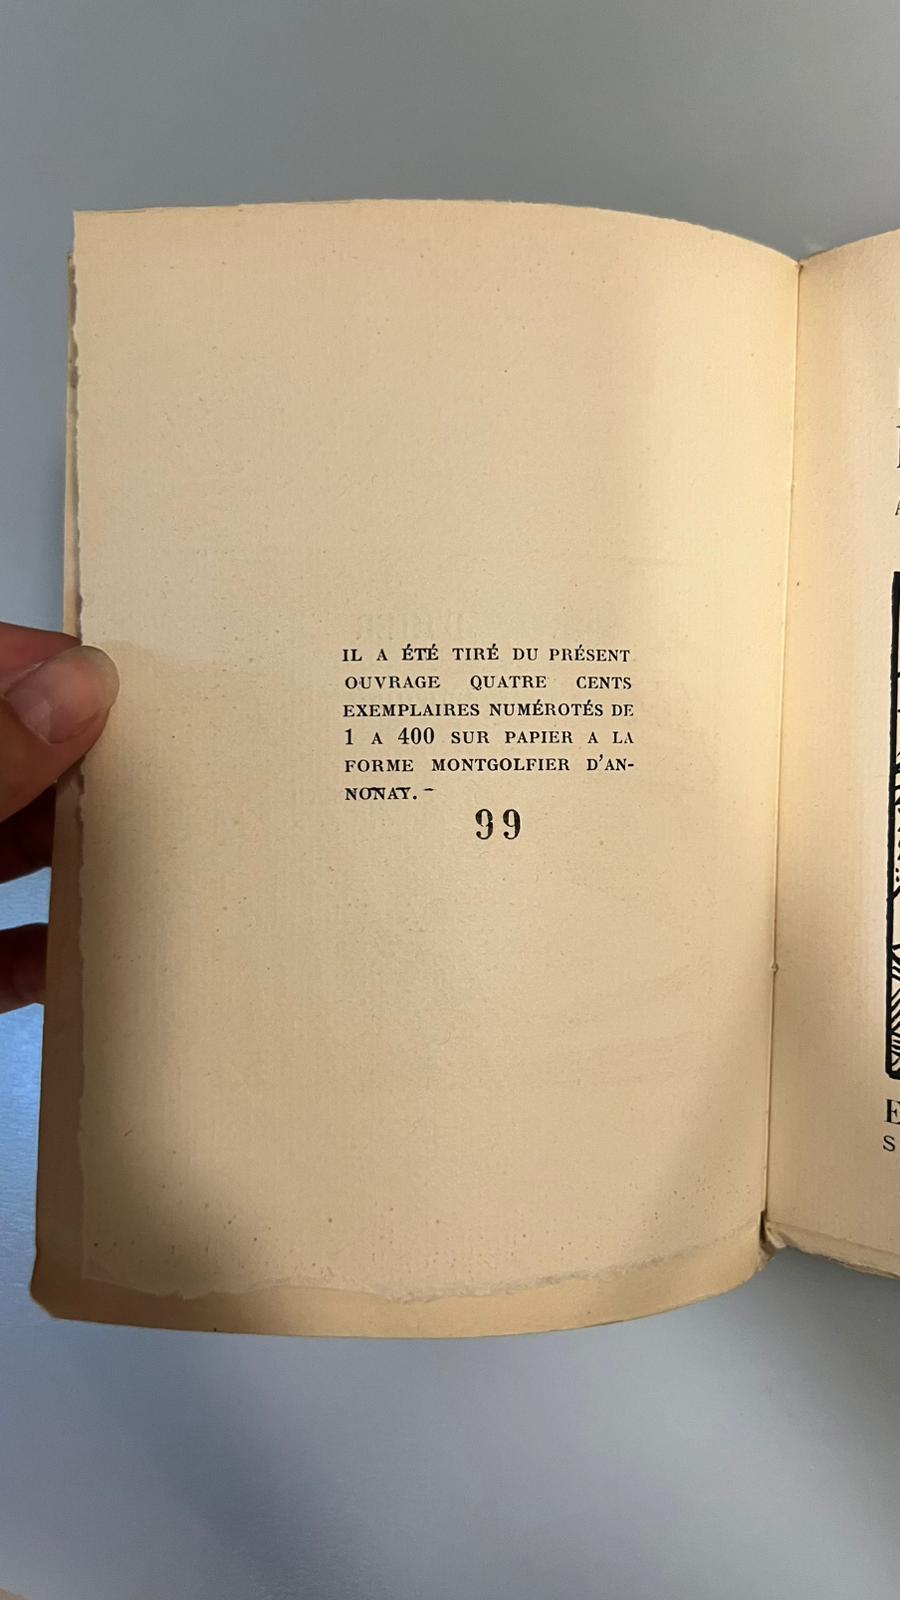 IL A ÉTÉ TIRÉ DU PRÉSENT
OUVRAGE QUATRE CENTS
EXEMPLAIRES NUMÉROTÉS DE
1 A 400 SUR PAPIER A LA
FORME MONTGOLFIER D'AN-
NONAY. -
99